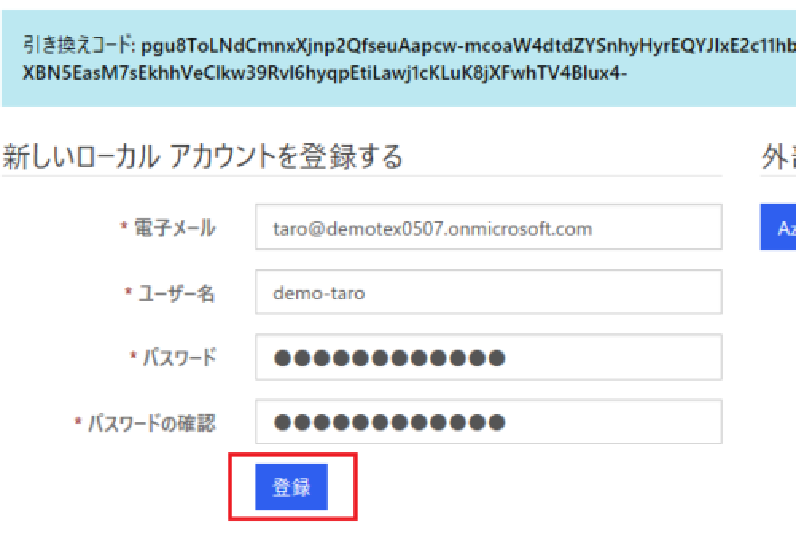 引き換えコード: pgu8ToLNdCmnxXjnp2QfseuAapcw-mcoaW4dtdZYSnhyHyrEQYJIxE2c11hb
XBN5EasM7sEkhhVeCIkw39RvI6hyqpEtiLawj1cKLuK8jXFwhTV4BIux4-
新しいローカル アカウントを登録する
外部
* 電子メール
taro@demotex0507.onmicrosoft.com
Az
* ユーザー名
demo-taro
* パスワード
●●●●●●●●●●●●
* パスワードの確認
●●●●●●●●●●●●
登録